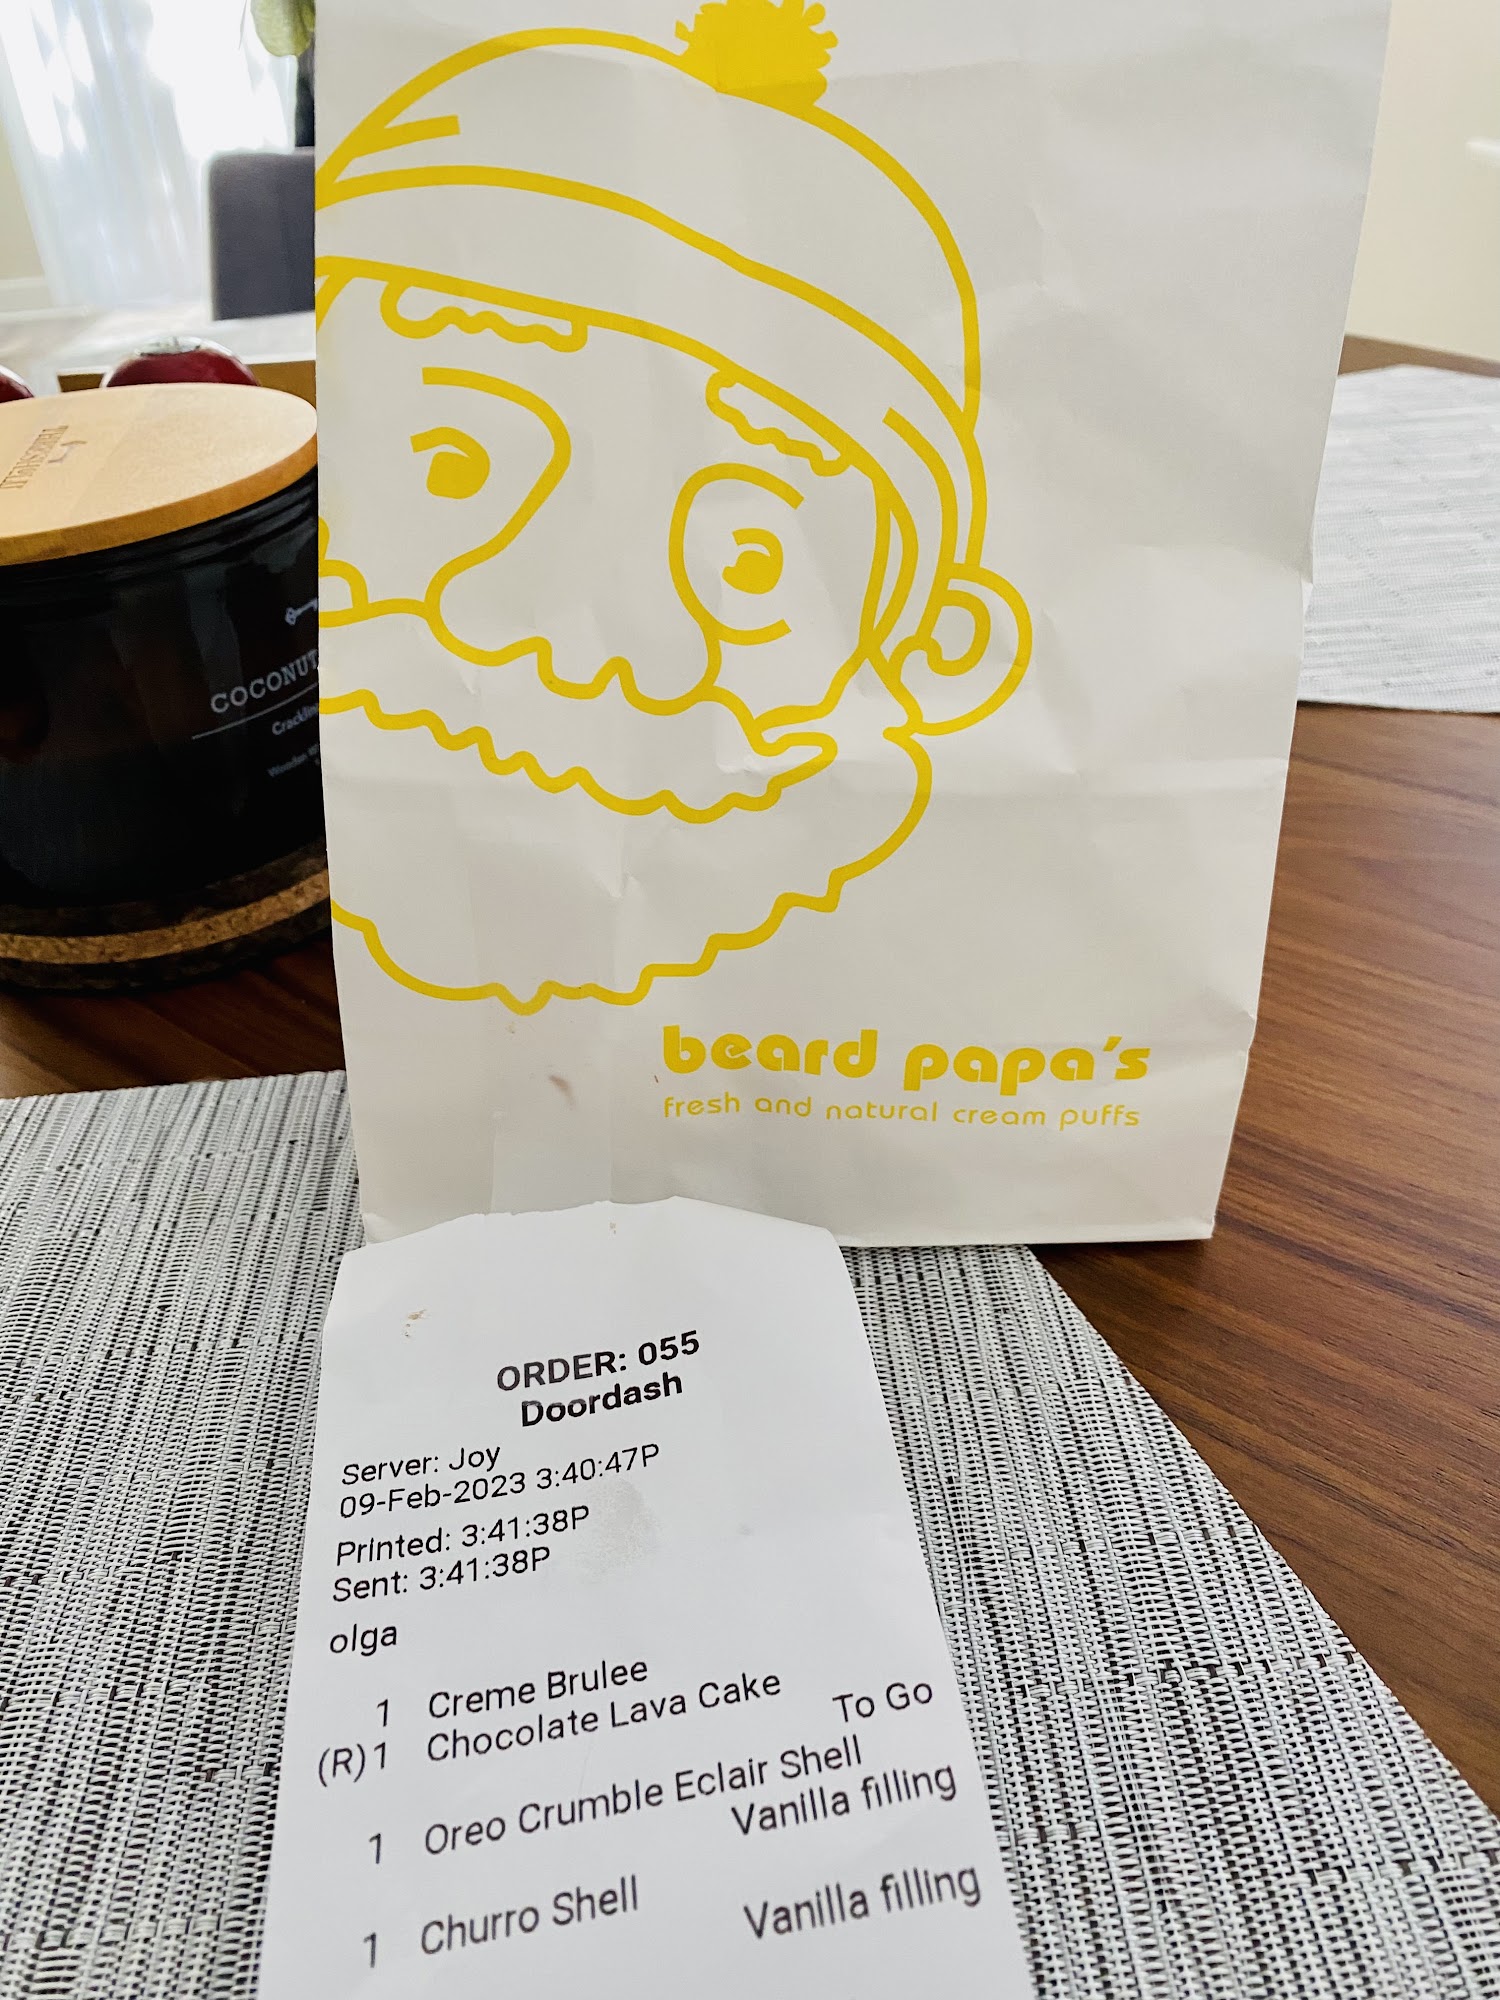 COCONUT
beard papa's
fresh and natural cream puffs
ORDER: 055
Doordash
Server: Joy
09-Feb-2023 3:40:47P
Printed: 3:41:38P
Sent: 3:41:38P
olga
1 Creme Brulee
(R)1 Chocolate Lava Cake
To Go
1 Oreo Crumble Eclair Shell
Vanilla filling
1 Churro Shell
Vanilla filling